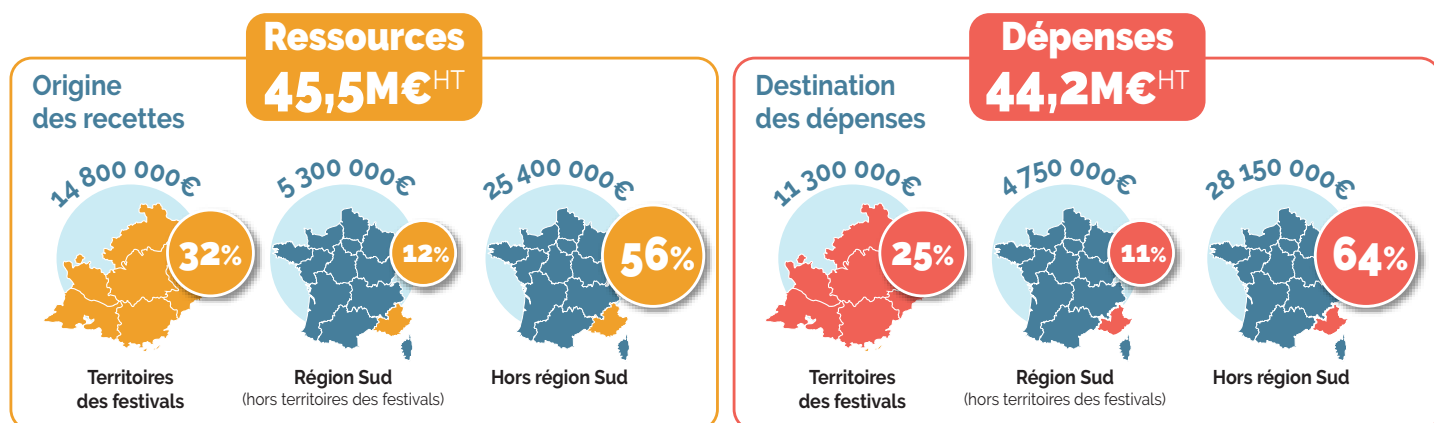 Ressources
45,5M€HT
Origine
des recettes
14 800 000€
32%
Territoires
des festivals
5 300 000€
12%
Région Sud
(hors territoires des festivals)
25 400 000€
56%
Hors région Sud
Dépenses
44,2M€HT
Destination
des dépenses
11 300 000€
25%
Territoires
des festivals
4 750 000€
11%
Région Sud
(hors territoires des festivals)
28 150 000€
64%
Hors région Sud